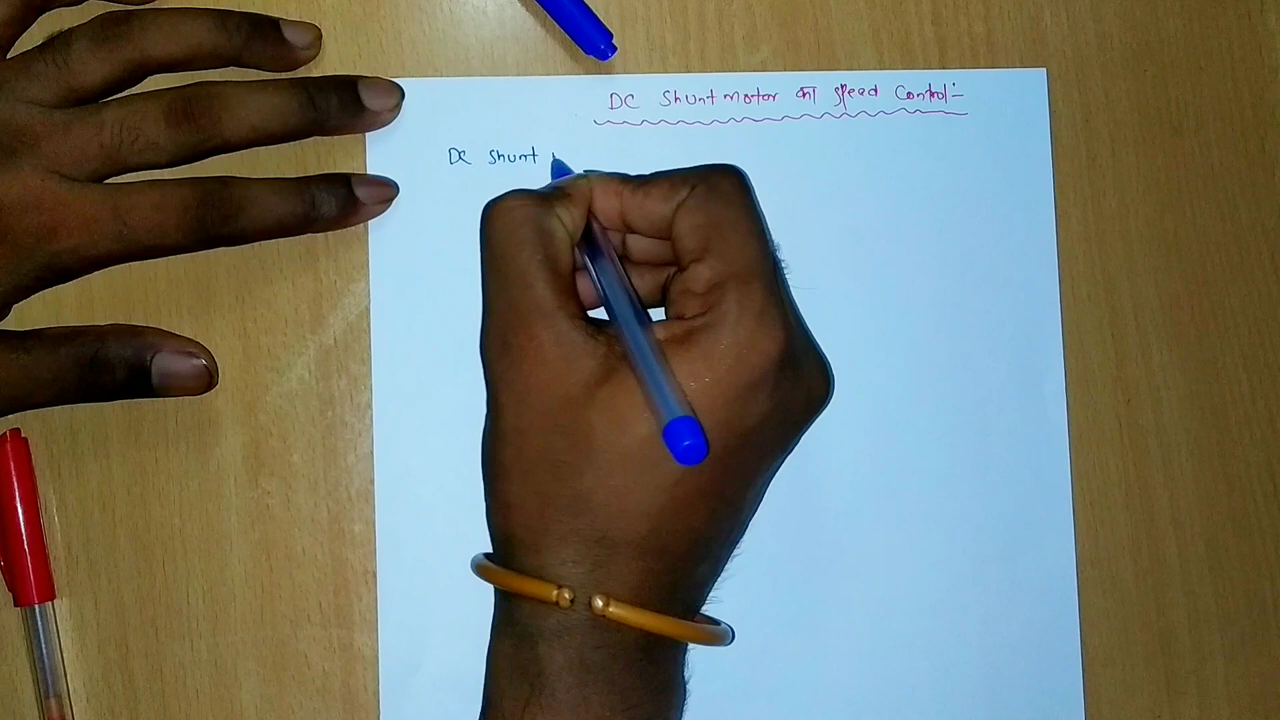 DC Shunt motor का speed Control:-
DC Shunt